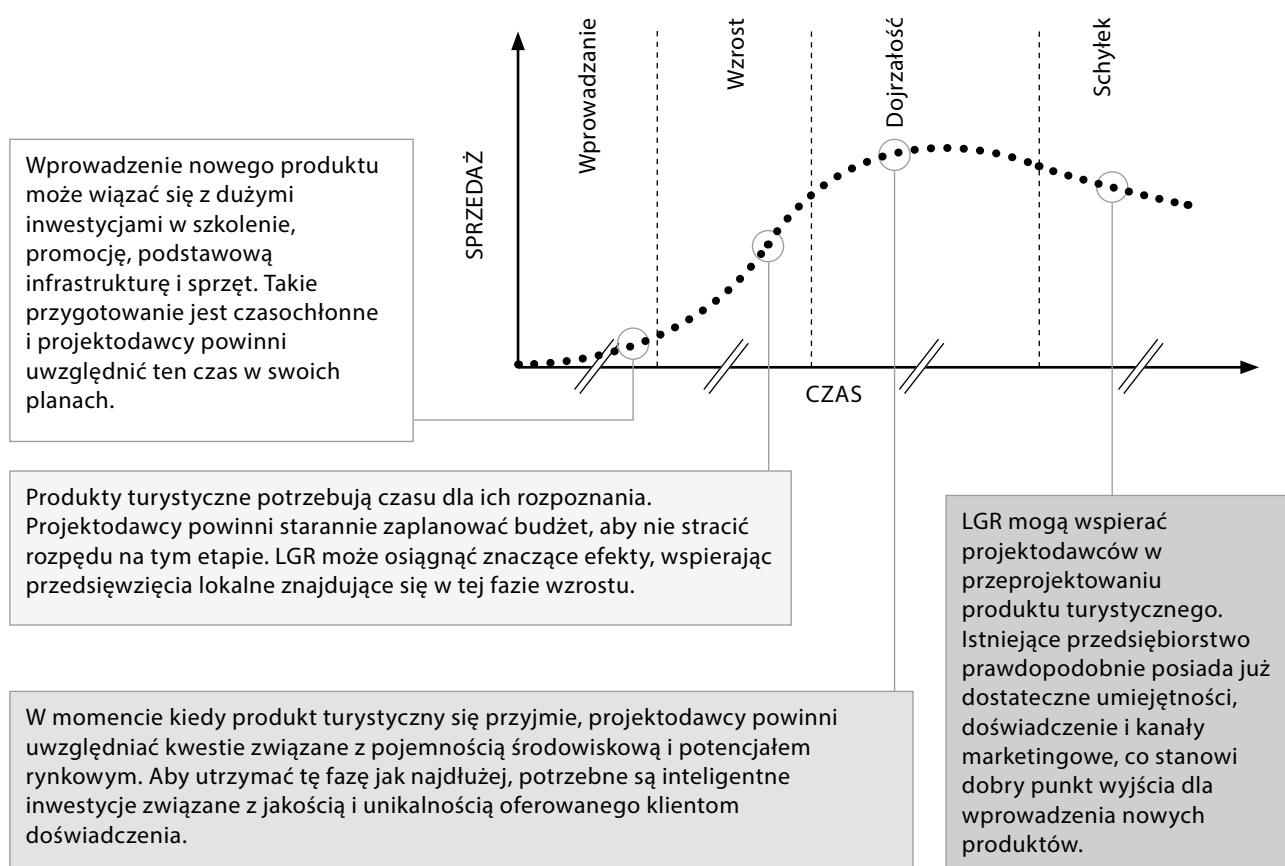 Wprowadzanie
Wzrost
Dojrzałość
Schyłek
SPRZEDAŻ
CZAS
Wprowadzenie nowego produktu
może wiązać się z dużymi
inwestycjami w szkolenie,
promocję, podstawową
infrastrukturę i sprzęt. Takie
przygotowanie jest czasochłonne
i projektodawcy powinni
uwzględnić ten czas w swoich
planach.
Produkty turystyczne potrzebują czasu dla ich rozpoznania.
Projektodawcy powinni starannie zaplanować budżet, aby nie stracić
rozpędu na tym etapie. LGR może osiągnąć znaczące efekty, wspierając
przedsięwzięcia lokalne znajdujące się w tej fazie wzrostu.
W momencie kiedy produkt turystyczny się przyjmie, projektodawcy powinni
uwzględniać kwestie związane z pojemnością środowiskową i potencjałem
rynkowym. Aby utrzymać tę fazę jak najdłużej, potrzebne są inteligentne
inwestycje związane z jakością i unikalnością oferowanego klientom
doświadczenia.
LGR mogą wspierać
projektodawców w
przeprojektowaniu
produktu turystycznego.
Istniejące przedsiębiorstwo
prawdopodobnie posiada już
dostateczne umiejętności,
doświadczenie i kanały
marketingowe, co stanowi
dobry punkt wyjścia dla
wprowadzenia nowych
produktów.